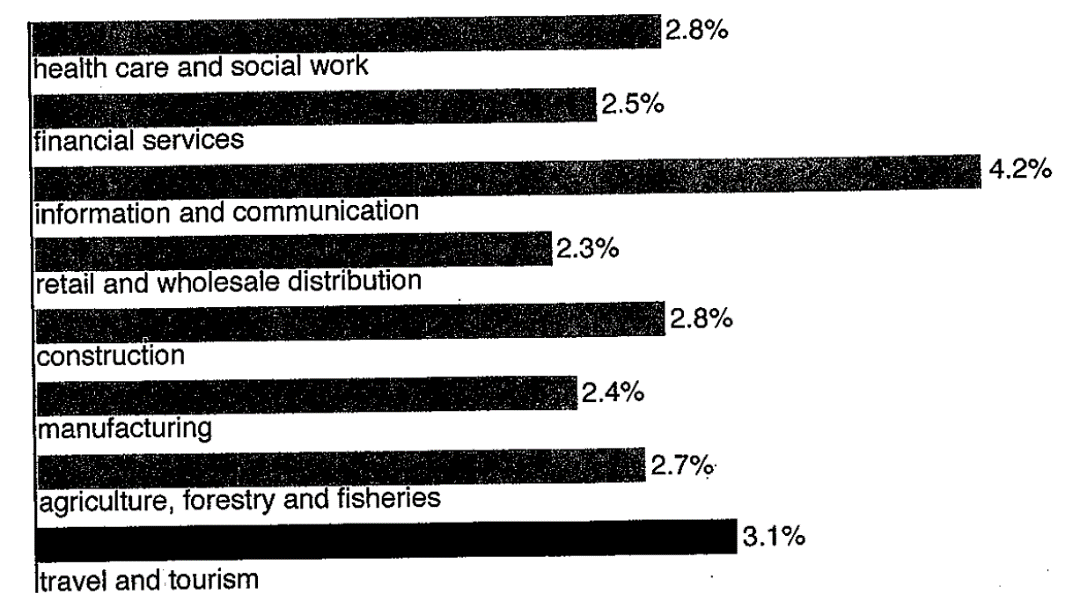 2.8%
health care and social work
2.5%
financial services
4.2%
information and communication
2.3%
retail and wholesale distribution
2.8%
construction
2.4%
manufacturing
2.7%
agriculture, forestry and fisheries
3.1%
travel and tourism